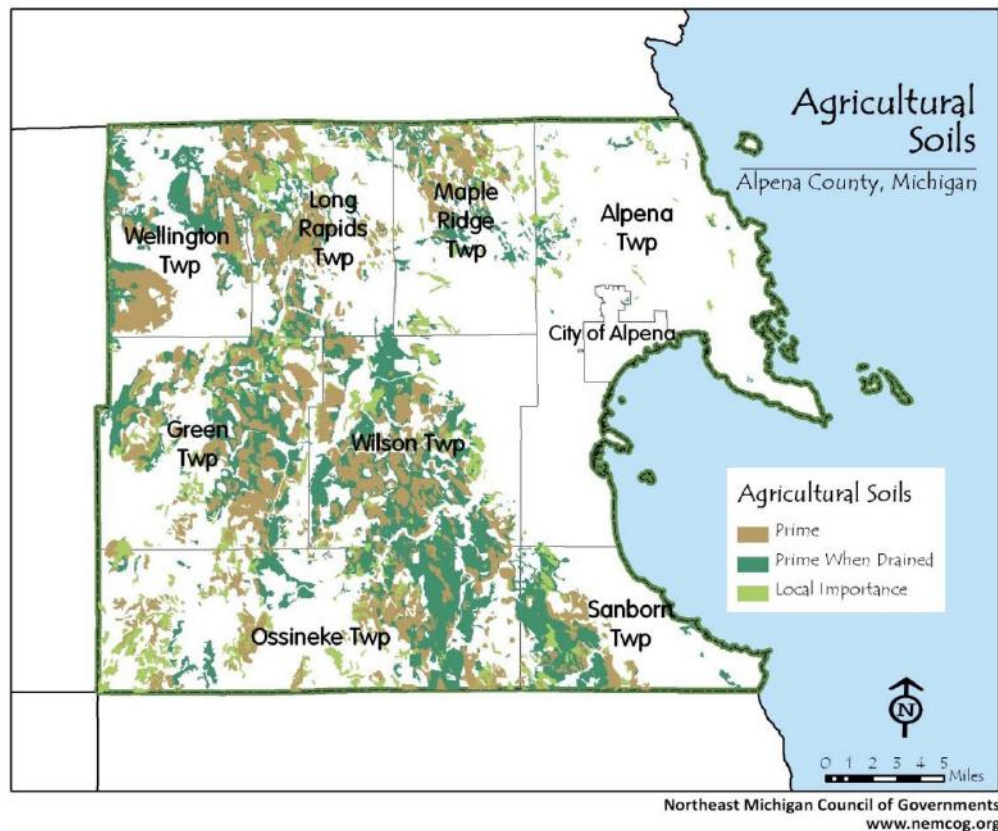 Agricultural
Soils
Alpena County, Michigan
Wellington
Twp
Long
Rapids
Twp
Maple
Ridge
Twp
Alpena
Twp
City of Alpena
Green
Twp
Wilson Twp
Ossineke Twp
Sanborn
Twp
Agricultural Soils
Prime
Prime When Drained
Local Importance
N
0 1 2 3 4 5
Miles
Northeast Michigan Council of Governments
www.nemcog.org